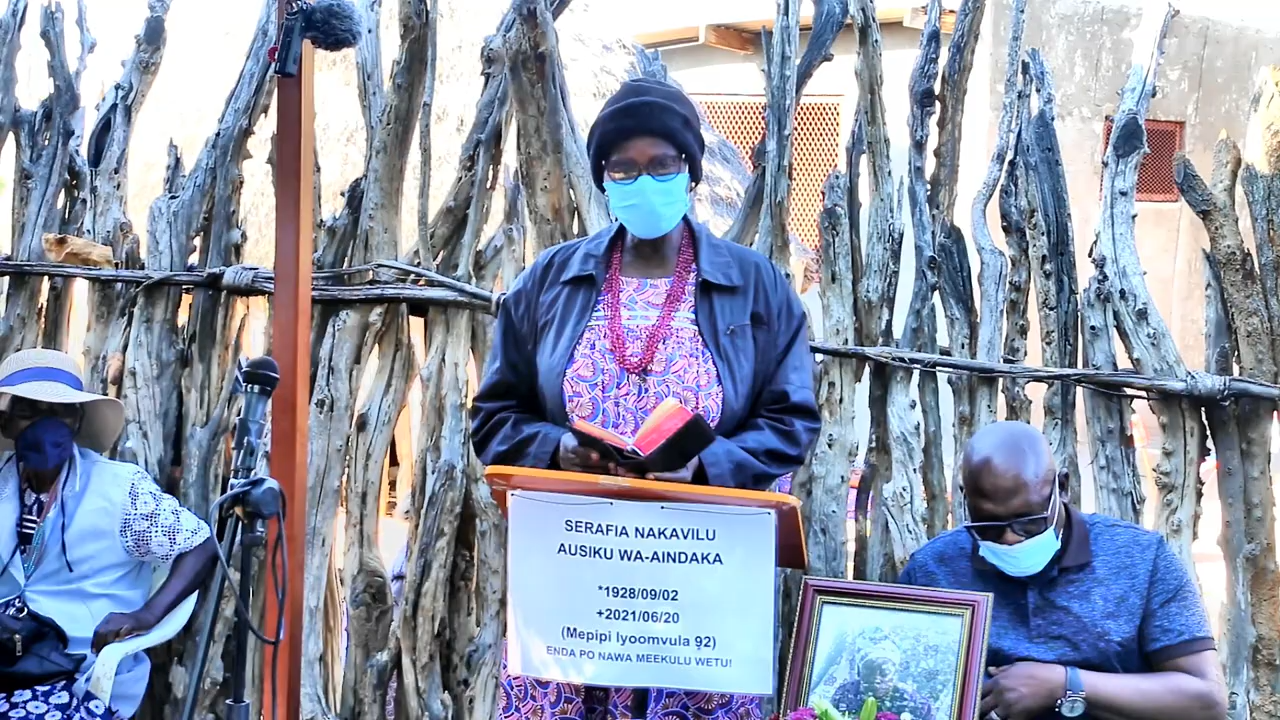 SERAFIA NAKAVILU
AUSIKU WA-AINDAKA
*1928/09/02
+2021/06/20
(Mepipi lyoomvula 92)
ENDA PO NAWA MEEKULU WETU!